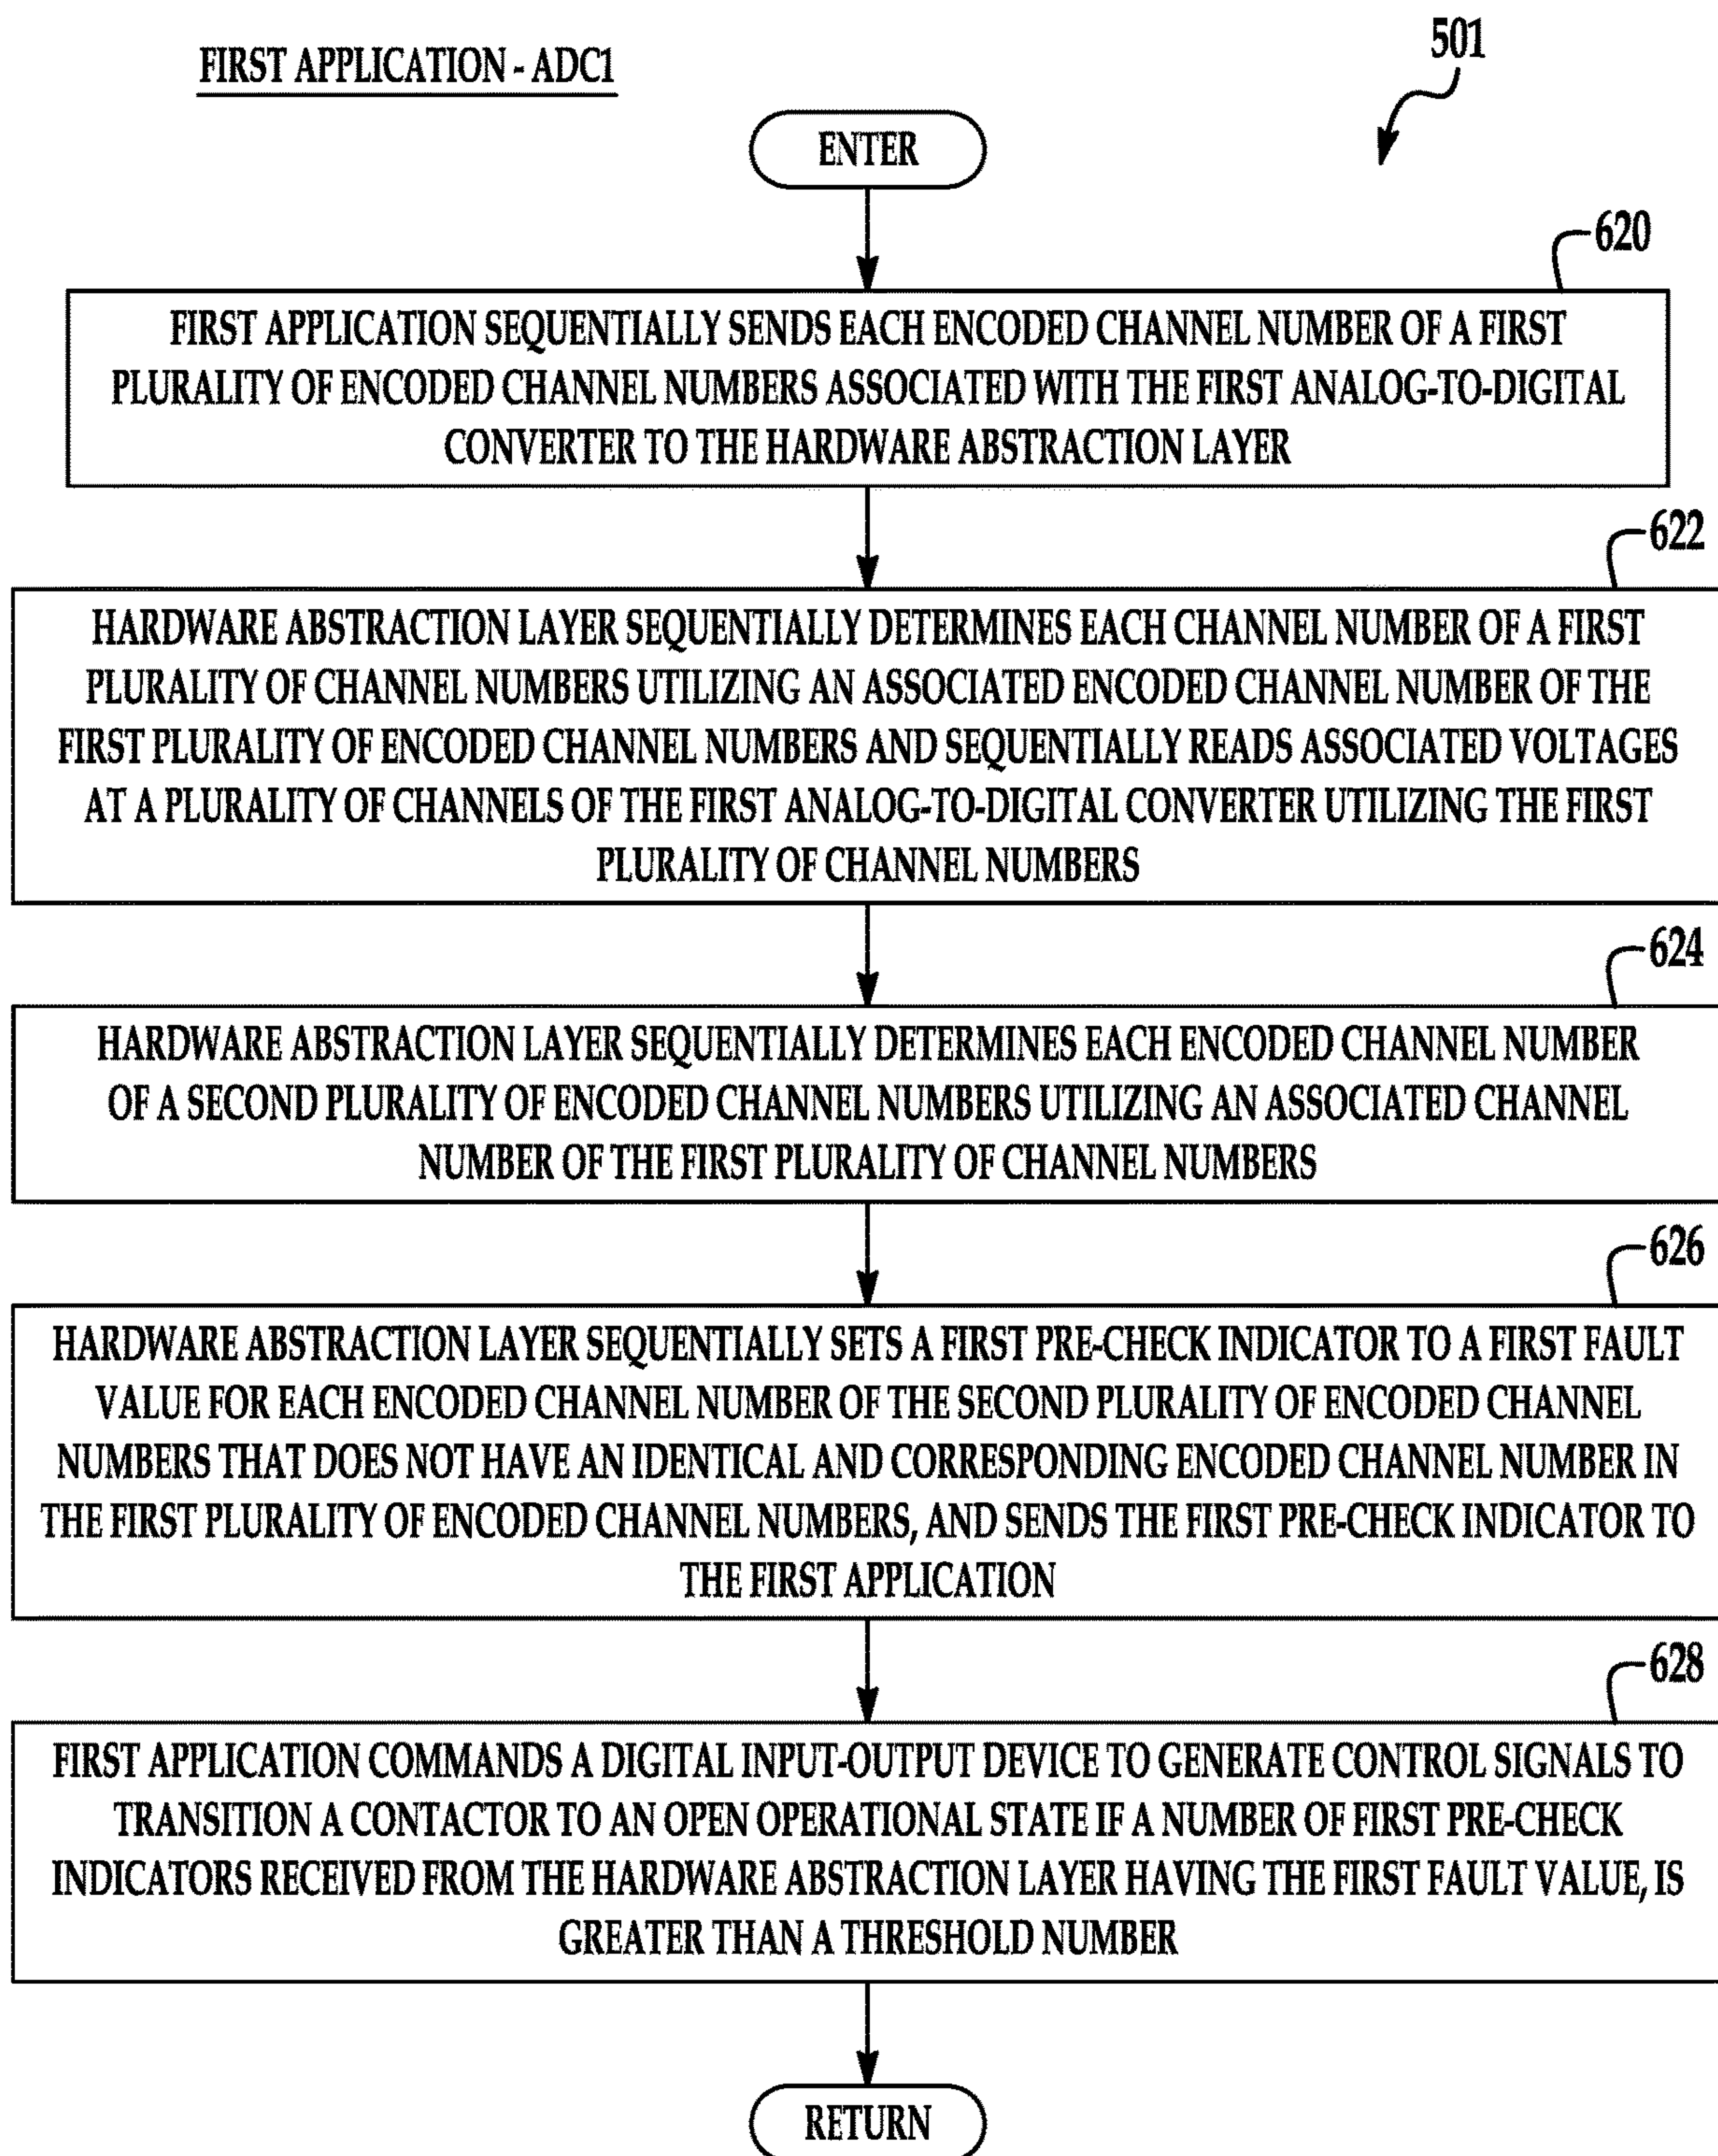 FIRST APPLICATION - ADC1
501
ENTER
620
FIRST APPLICATION SEQUENTIALLY SENDS EACH ENCODED CHANNEL NUMBER OF A FIRST
PLURALITY OF ENCODED CHANNEL NUMBERS ASSOCIATED WITH THE FIRST ANALOG-TO-DIGITAL
CONVERTER TO THE HARDWARE ABSTRACTION LAYER
622
HARDWARE ABSTRACTION LAYER SEQUENTIALLY DETERMINES EACH CHANNEL NUMBER OF A FIRST
PLURALITY OF CHANNEL NUMBERS UTILIZING AN ASSOCIATED ENCODED CHANNEL NUMBER OF THE
FIRST PLURALITY OF ENCODED CHANNEL NUMBERS AND SEQUENTIALLY READS ASSOCIATED VOLTAGES
AT A PLURALITY OF CHANNELS OF THE FIRST ANALOG-TO-DIGITAL CONVERTER UTILIZING THE FIRST
PLURALITY OF CHANNEL NUMBERS
624
HARDWARE ABSTRACTION LAYER SEQUENTIALLY DETERMINES EACH ENCODED CHANNEL NUMBER
OF A SECOND PLURALITY OF ENCODED CHANNEL NUMBERS UTILIZING AN ASSOCIATED CHANNEL
NUMBER OF THE FIRST PLURALITY OF CHANNEL NUMBERS
626
HARDWARE ABSTRACTION LAYER SEQUENTIALLY SETS A FIRST PRE-CHECK INDICATOR TO A FIRST FAULT
VALUE FOR EACH ENCODED CHANNEL NUMBER OF THE SECOND PLURALITY OF ENCODED CHANNEL
NUMBERS THAT DOES NOT HAVE AN IDENTICAL AND CORRESPONDING ENCODED CHANNEL NUMBER IN
THE FIRST PLURALITY OF ENCODED CHANNEL NUMBERS, AND SENDS THE FIRST PRE-CHECK INDICATOR TO
THE FIRST APPLICATION
628
FIRST APPLICATION COMMANDS A DIGITAL INPUT-OUTPUT DEVICE TO GENERATE CONTROL SIGNALS TO
TRANSITION A CONTACTOR TO AN OPEN OPERATIONAL STATE IF A NUMBER OF FIRST PRE-CHECK
INDICATORS RECEIVED FROM THE HARDWARE ABSTRACTION LAYER HAVING THE FIRST FAULT VALUE, IS
GREATER THAN A THRESHOLD NUMBER
RETURN